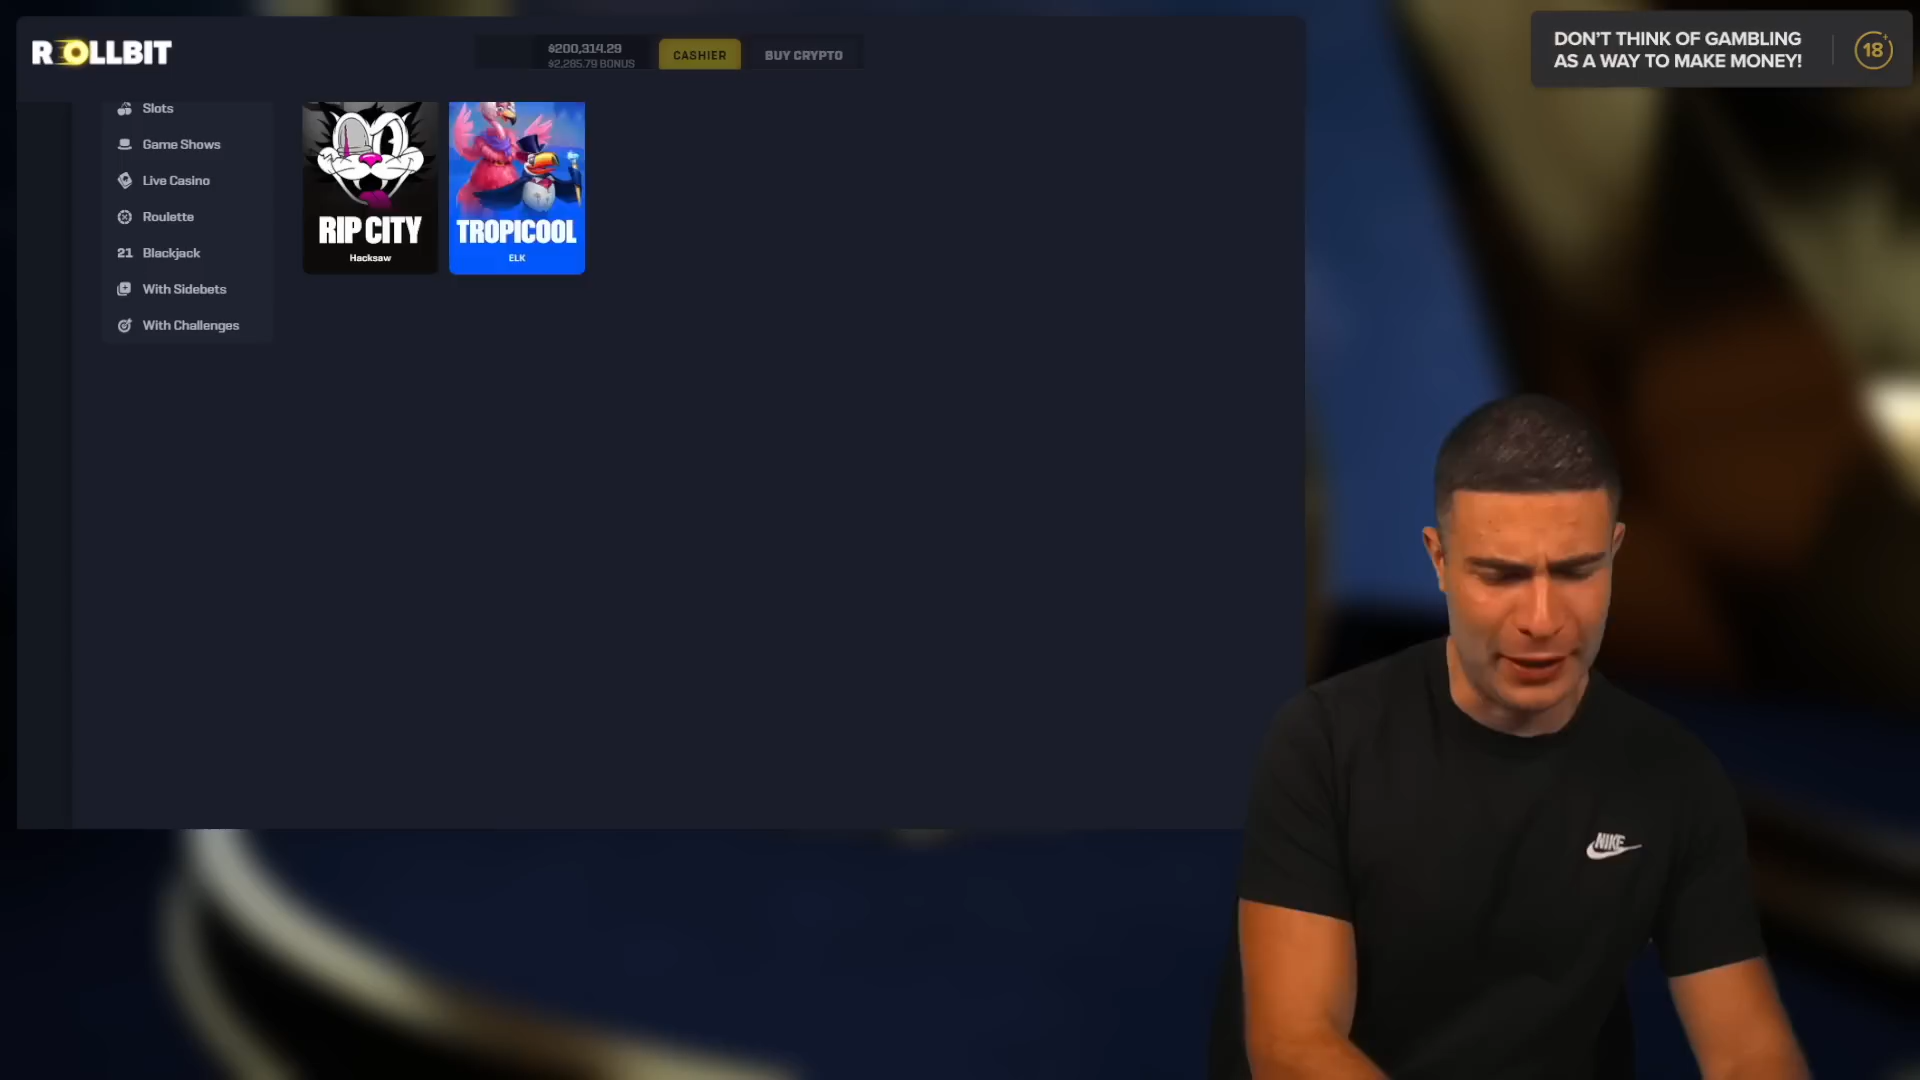 ROLLBIT
$200,314.29
$2,285.79 BONUS
CASHIER
BUY CRYPTO
DON'T THINK OF GAMBLING
AS A WAY TO MAKE MONEY!
18+
Slots
Game Shows
Live Casino
Roulette
21 Blackjack
With Sidebets
With Challenges
RIP CITY
Hacksaw
TROPICOOL
ELK
NIKE